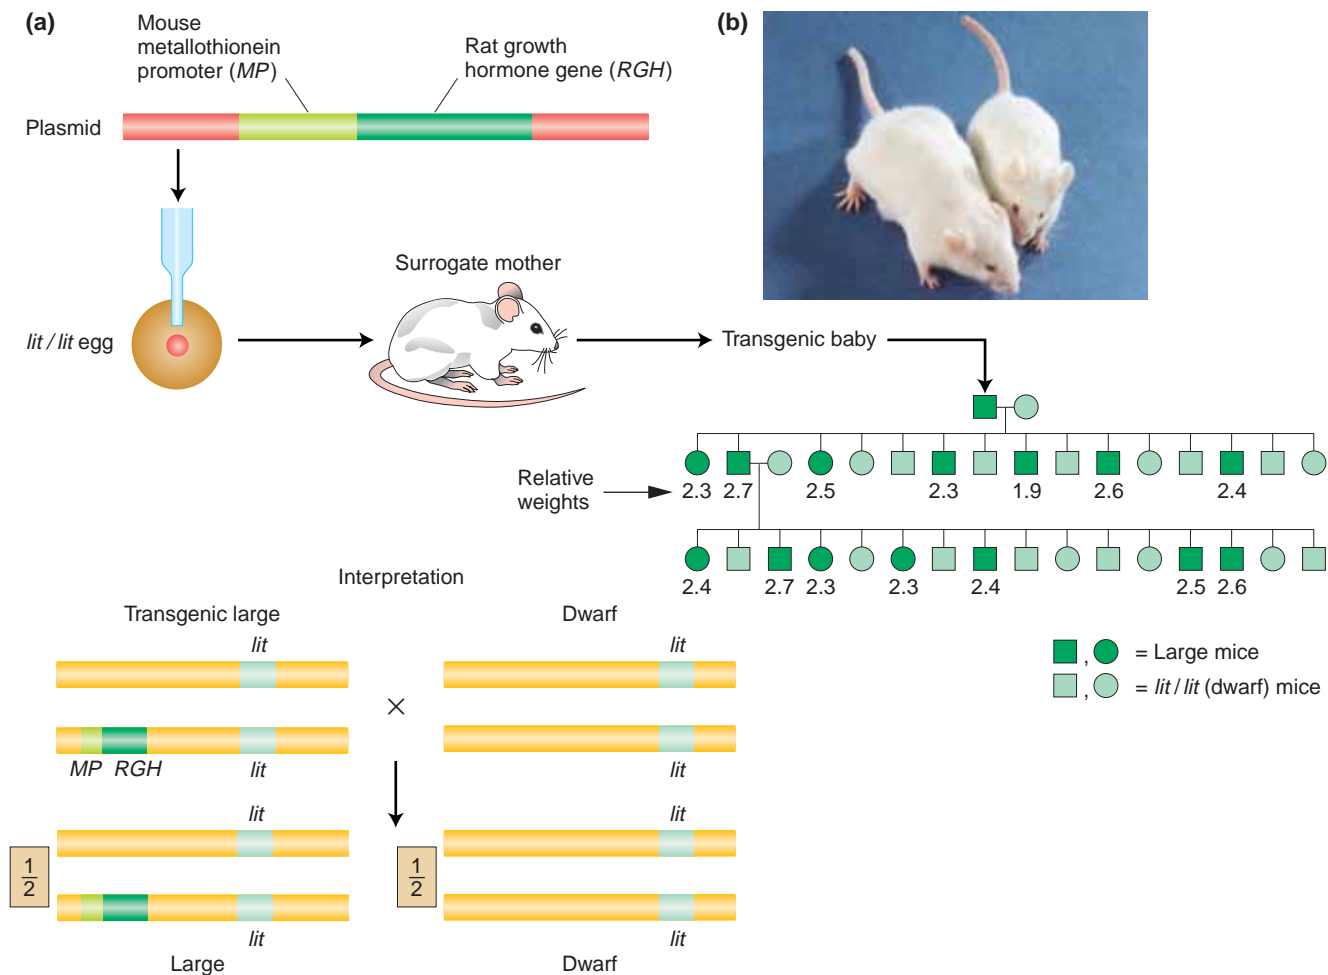 (a)
Mouse
metallothionein
promoter (MP)
Rat growth
hormone gene (RGH)
(b)
Plasmid
Surrogate mother
lit / lit egg
Transgenic baby
Relative
weights
2.3 2.7 2.5 2.3 1.9 2.6 2.4
2.4 2.7 2.3 2.3 2.4 2.5 2.6
, = Large mice
, = lit / lit (dwarf) mice
Interpretation
Transgenic large
Dwarf
lit
lit
×
MP RGH
lit
lit
lit
lit
1
2
1
2
lit
lit
Large
Dwarf